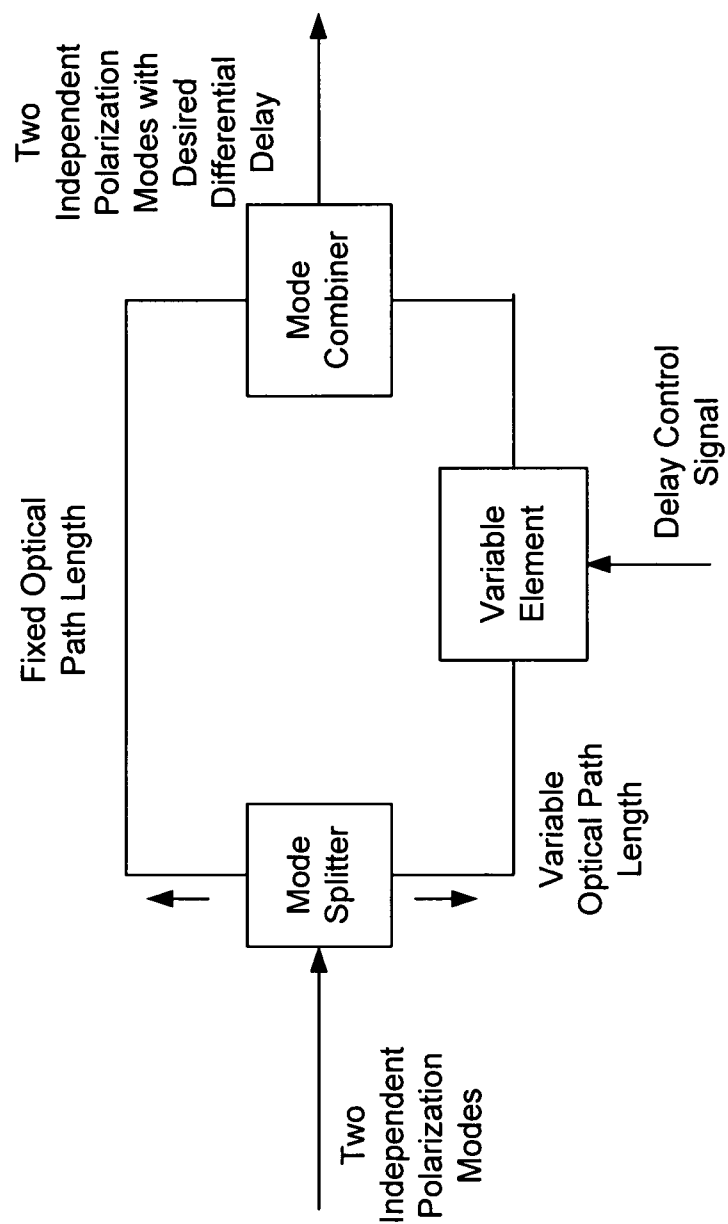 Two
Independent
Polarization
Modes
Mode
Splitter
Fixed Optical
Path Length
Variable
Optical Path
Length
Variable
Element
Delay Control
Signal
Mode
Combiner
Two
Independent
Polarization
Modes with
Desired
Differential
Delay